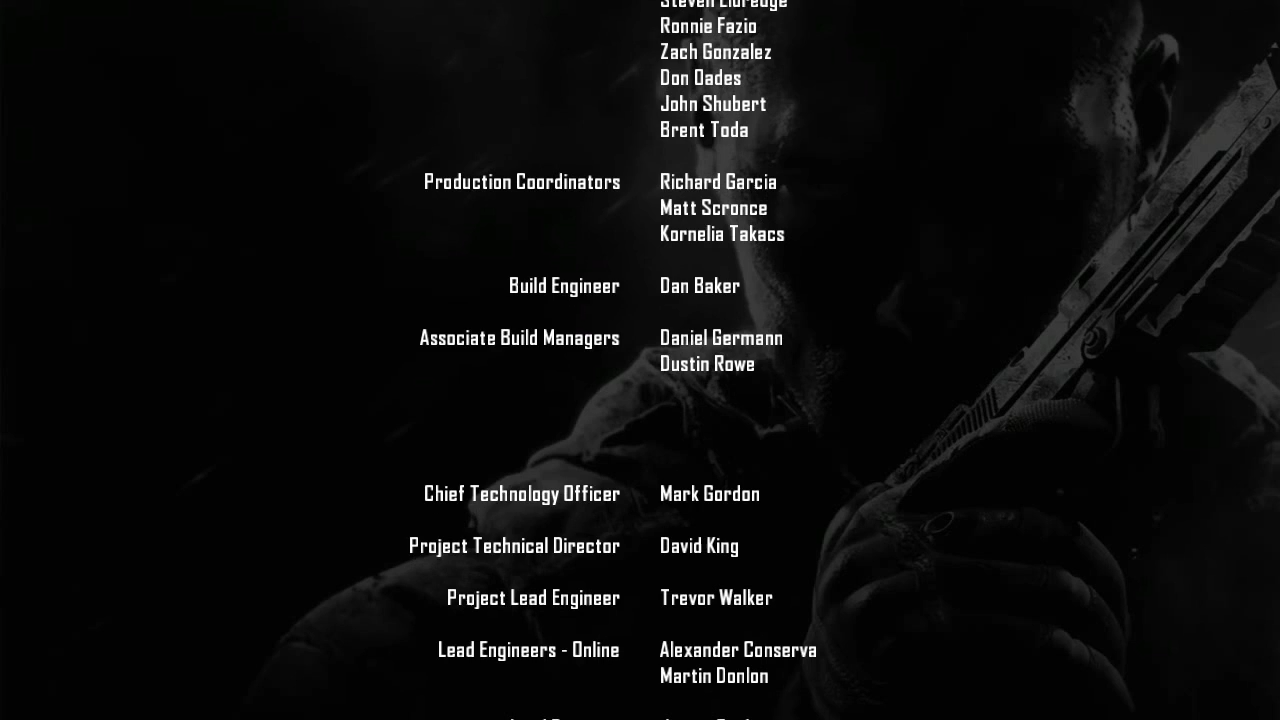 Ronnie Fazio
Zach Gonzalez
Don Oades
John Shubert
Brent Toda
Production Coordinators Richard Garcia
Matt Scronce
Kornelia Takacs
Build Engineer Dan Baker
Associate Build Managers Daniel Germann
Dustin Rowe
Chief Technology Officer Mark Gordon
Project Technical Director David King
Project Lead Engineer Trevor Walker
Lead Engineers - Online Alexander Conserva
Martin Donlon